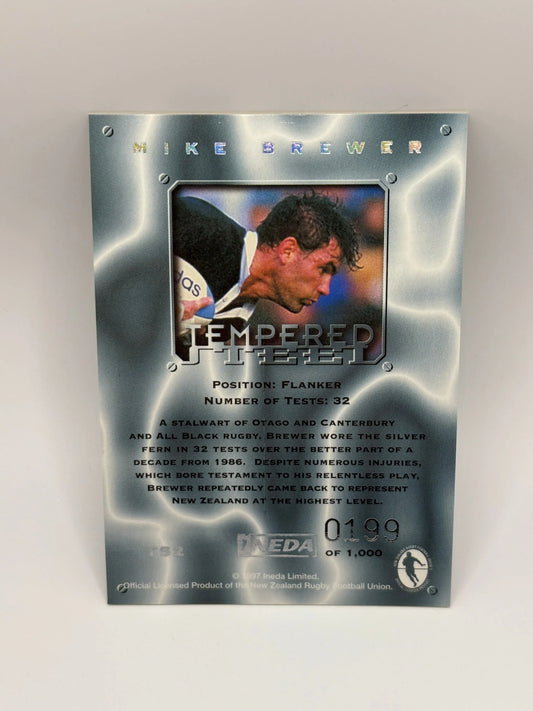 MIKE BREWER
adidas
TEMPERED
STEEL
POSITION: FLANKER
NUMBER OF TESTS: 32
A STALWART OF OTAGO AND CANTERBURY
AND ALL BLACK RUGBY, BREWER WORE THE SILVER
FERN IN 32 TESTS OVER THE BETTER PART OF A
DECADE FROM 1986. DESPITE NUMEROUS INJURIES,
WHICH BORE TESTAMENT TO HIS RELENTLESS PLAY,
BREWER REPEATEDLY CAME BACK TO REPRESENT
NEW ZEALAND AT THE HIGHEST LEVEL.
TS2
INEDA
0199
OF 1,000
© 1997 Ineda Limited.
Official Licensed Product of the New Zealand Rugby Football Union.